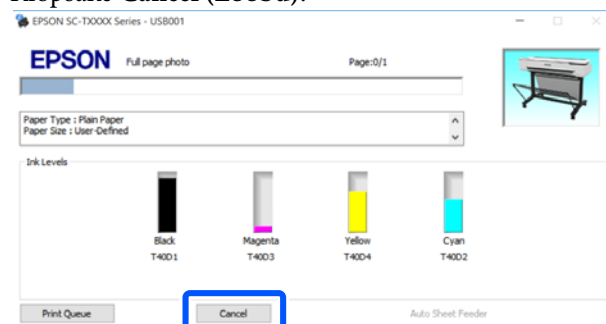 Cancel
EPSON SC-TXXXX Series - USB001
EPSON Full page photo Page:0/1
Paper Type : Plain Paper
Paper Size : User-Defined
Ink Levels
Black Magenta Yellow Cyan
T40D1 T40D3 T40D4 T40D2
Print Queue Cancel Auto Sheet Feeder